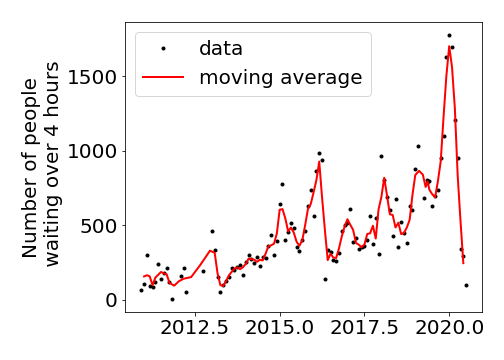 data
moving average
Number of people
waiting over 4 hours
1500
1000
500
0
2012.5 2015.0 2017.5 2020.0